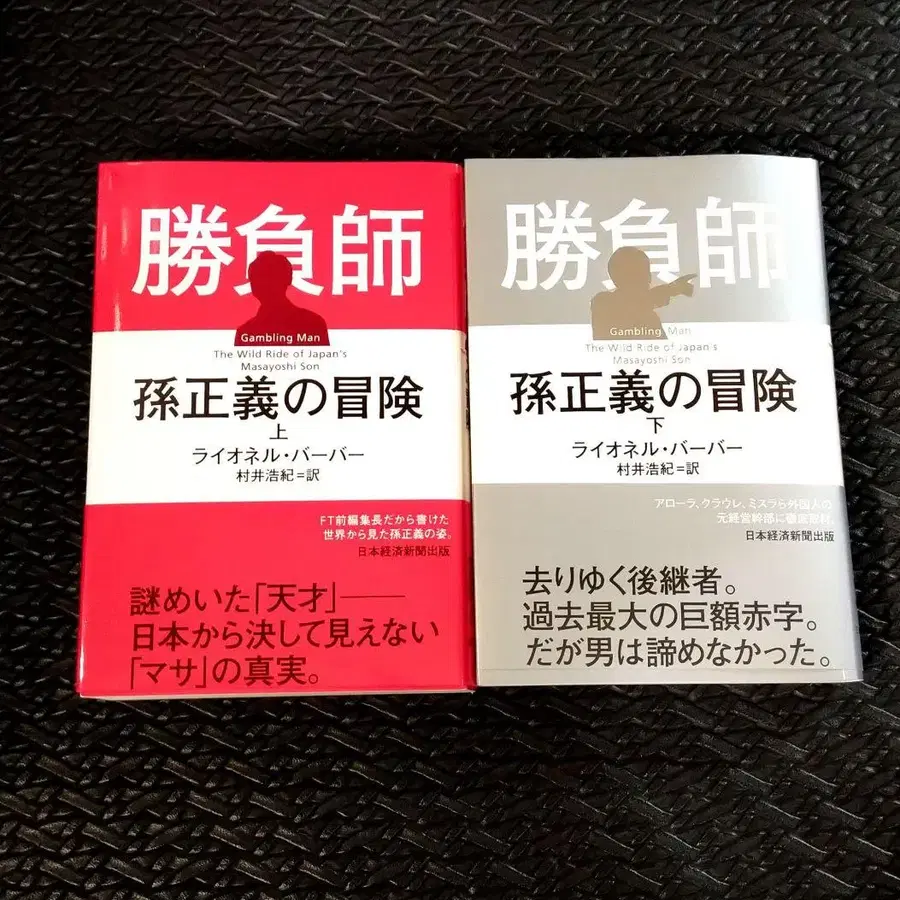 勝負師
Gambling Man
The Wild Ride of Japan's
Masayoshi Son
孫正義の冒険
上
ライオネル・バーバー
村井浩紀=訳
FT前編集長だから書けた
世界から見た孫正義の姿。
日本経済新聞出版
謎めいた「天才」——
日本から決して見えない
「マサ」の真実。
勝負師
Gambling Man
The Wild Ride of Japan's
Masayoshi Son
孫正義の冒険
下
ライオネル・バーバー
村井浩紀=訳
アローラ、クラウレ、ミスラら外国人の
元経営幹部に徹底取材。
日本経済新聞出版
去りゆく後継者。
過去最大の巨額赤字。
だが男は諦めなかった。